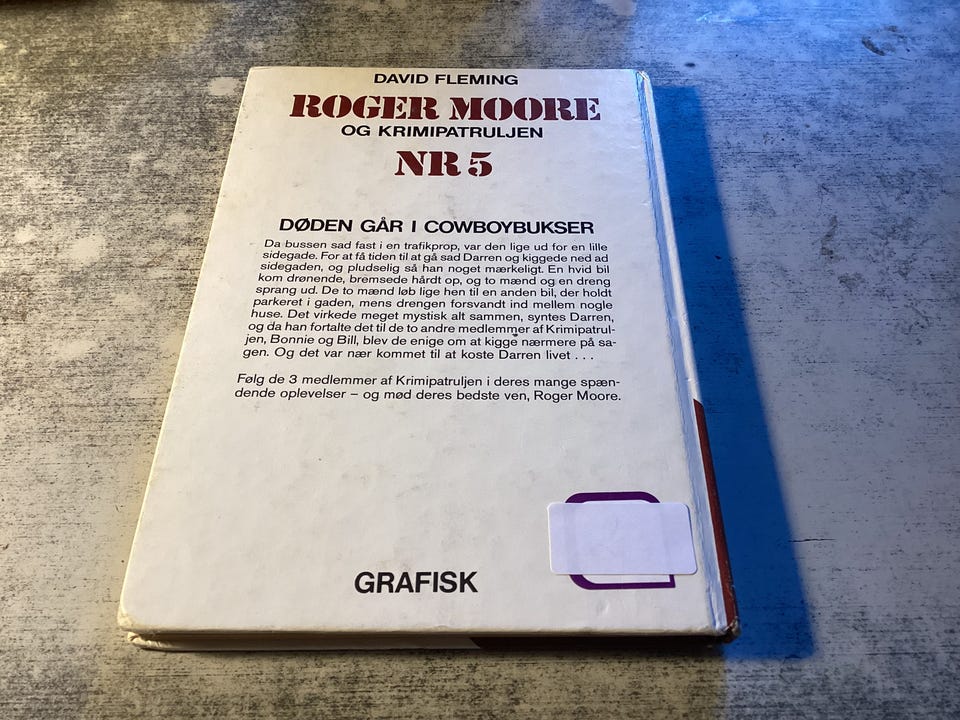 DAVID FLEMING
ROGER MOORE
OG KRIMIPATRULJEN
NR 5
DØDEN GÅR I COWBOYBUKSER
Da bussen sad fast i en trafikprop, var den lige ud for en lille
sidegade. For at få tiden til at gå sad Darren og kiggede ned ad
sidegaden, og pludselig så han noget mærkeligt. En hvid bil
kom drønende, bremsede hårdt op, og to mænd og en dreng
sprang ud. De to mænd løb lige hen til en anden bil, der holdt
parkeret i gaden, mens drengen forsvandt ind mellem nogle
huse. Det virkede meget mystisk alt sammen, syntes Darren,
og da han fortalte det til de to andre medlemmer af Krimipatrul-
jen, Bonnie og Bill, blev de enige om at kigge nærmere på sa-
gen. Og det var nær kommet til at koste Darren livet . . .
Følg de 3 medlemmer af Krimipatruljen i deres mange spæn-
dende oplevelser – og mød deres bedste ven, Roger Moore.
GRAFISK